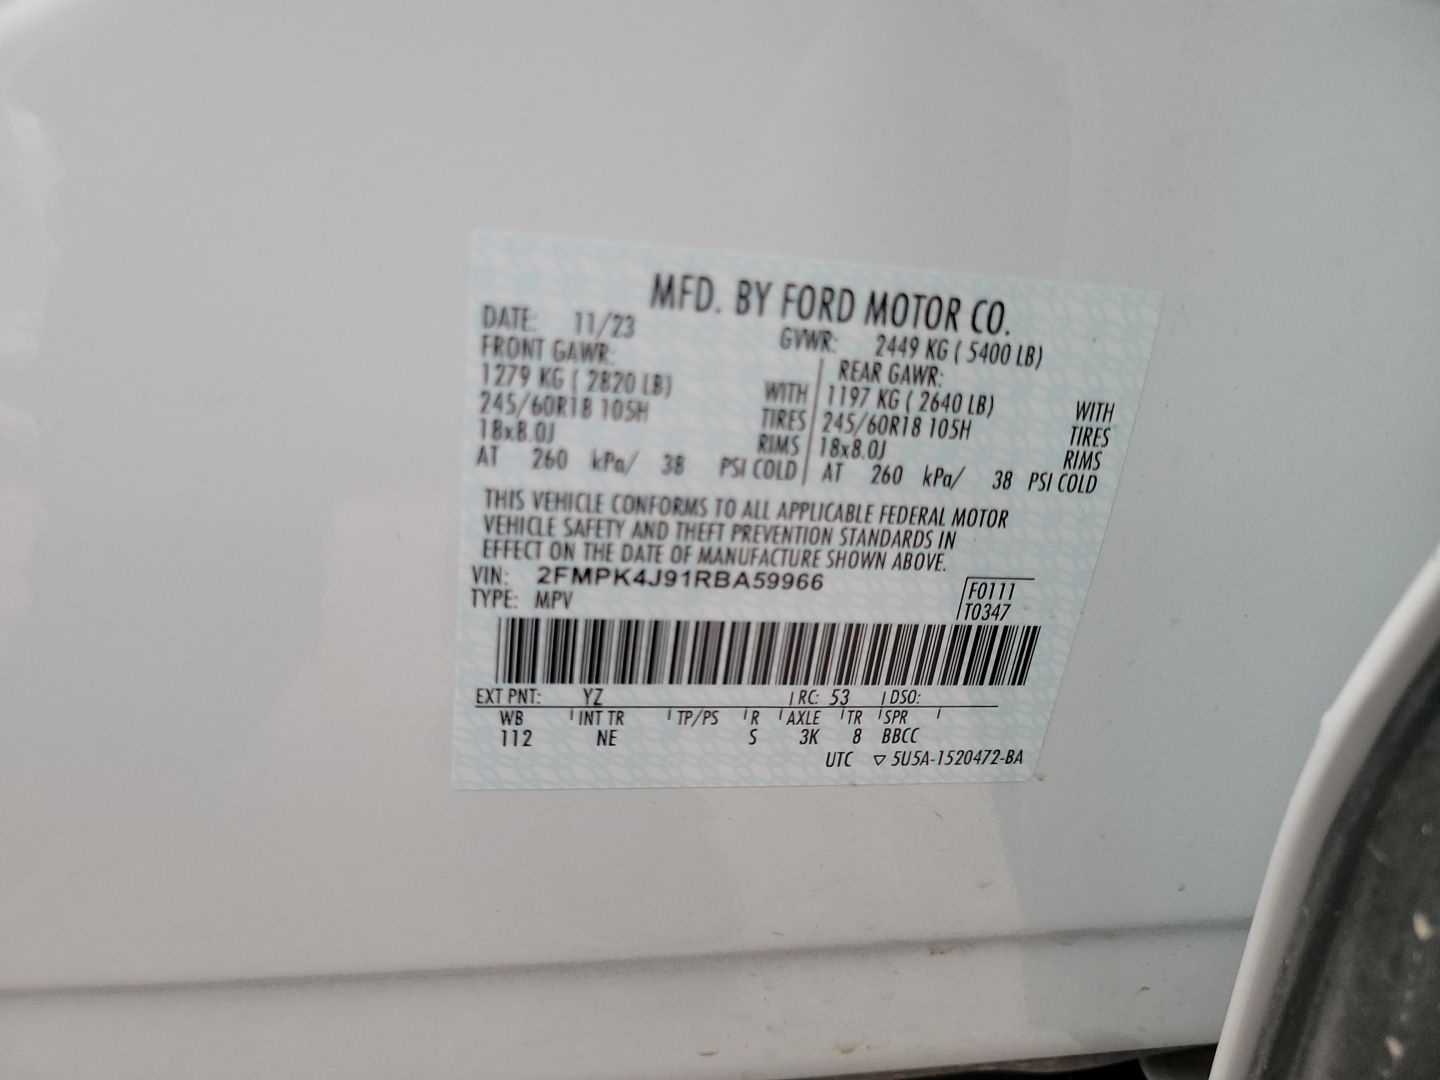 MFD. BY FORD MOTOR CO.
DATE: 11/23 GVWR: 2449 KG ( 5400 LB)
FRONT GAWR: REAR GAWR:
1279 KG ( 2820 LB) WITH 1197 KG ( 2640 LB) WITH
245/60R18 105H TIRES 245/60R18 105H TIRES
18x8.0J RIMS 18x8.0J RIMS
AT 260 kPa/ 38 PSI COLD AT 260 kPa/ 38 PSI COLD
THIS VEHICLE CONFORMS TO ALL APPLICABLE FEDERAL MOTOR
VEHICLE SAFETY AND THEFT PREVENTION STANDARDS IN
EFFECT ON THE DATE OF MANUFACTURE SHOWN ABOVE.
VIN: 2FMPK4J91RBA59966 F0111
TYPE: MPV T0347
EXT PNT: YZ RC: 53 DSO:
WB INT TR TP/PS R AXLE TR SPR
112 NE S 3K 8 BBCC
UTC ▽ 5U5A-1520472-BA